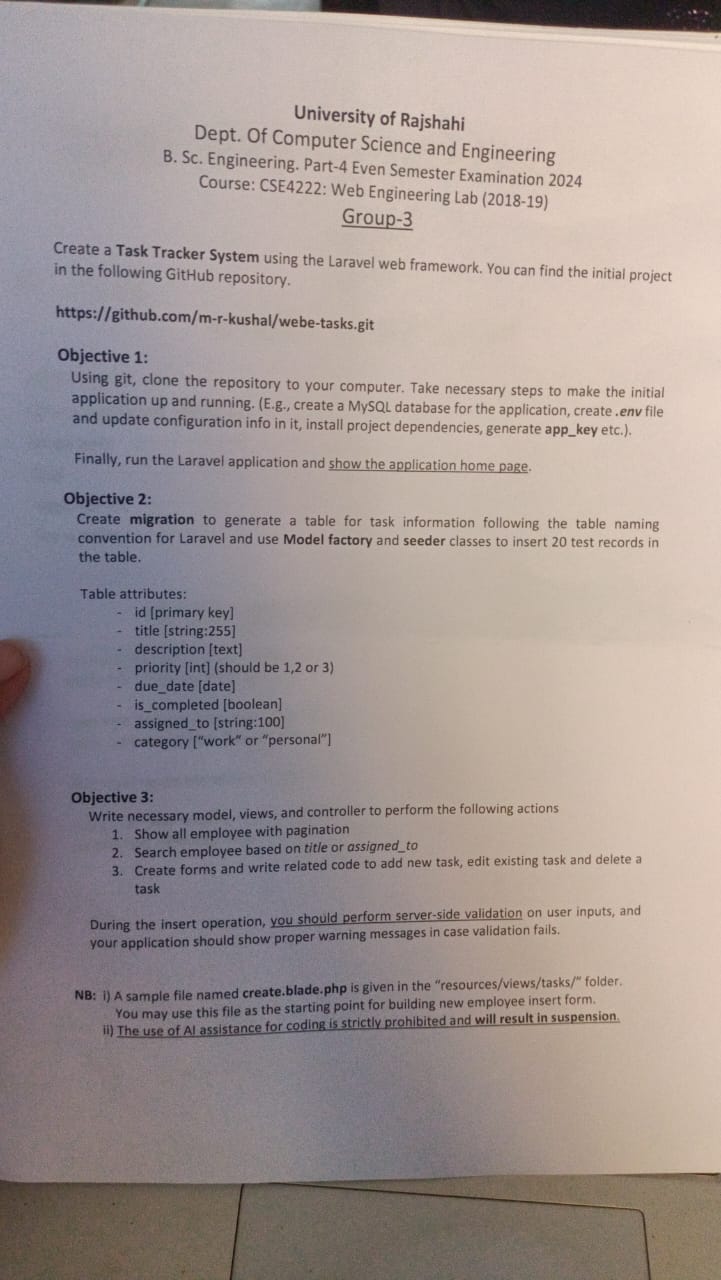 University of Rajshahi
Dept. Of Computer Science and Engineering
B. Sc. Engineering. Part-4 Even Semester Examination 2024
Course: CSE4222: Web Engineering Lab (2018-19)
Group-3
Create a Task Tracker System using the Laravel web framework. You can find the initial project
in the following GitHub repository.
https://github.com/m-r-kushal/webe-tasks.git
Objective 1:
Using git, clone the repository to your computer. Take necessary steps to make the initial
application up and running. (E.g., create a MySQL database for the application, create .env file
and update configuration info in it, install project dependencies, generate app_key etc.).
Finally, run the Laravel application and show the application home page.
Objective 2:
Create migration to generate a table for task information following the table naming
convention for Laravel and use Model factory and seeder classes to insert 20 test records in
the table.
Table attributes:
- id [primary key]
- title [string:255]
- description [text]
- priority [int] (should be 1,2 or 3)
- due_date [date]
- is_completed [boolean]
- assigned_to [string:100]
- category ["work" or "personal"]
Objective 3:
Write necessary model, views, and controller to perform the following actions
1. Show all employee with pagination
2. Search employee based on title or assigned_to
3. Create forms and write related code to add new task, edit existing task and delete a
task
During the insert operation, you should perform server-side validation on user inputs, and
your application should show proper warning messages in case validation fails.
NB: i) A sample file named create.blade.php is given in the "resources/views/tasks/" folder.
You may use this file as the starting point for building new employee insert form.
ii) The use of AI assistance for coding is strictly prohibited and will result in suspension.